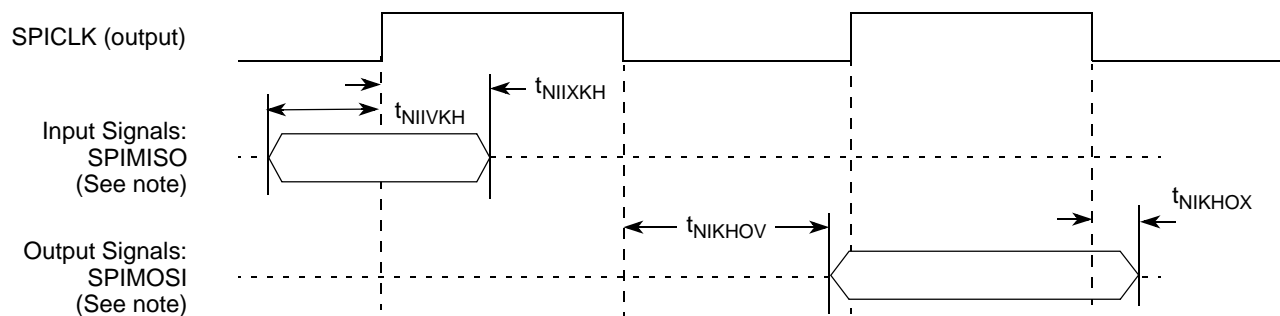 SPICLK (output)
tNIIXKH
tNIIVKH
Input Signals:
SPIMISO
(See note)
tNIKHOX
tNIKHOV
Output Signals:
SPIMOSI
(See note)